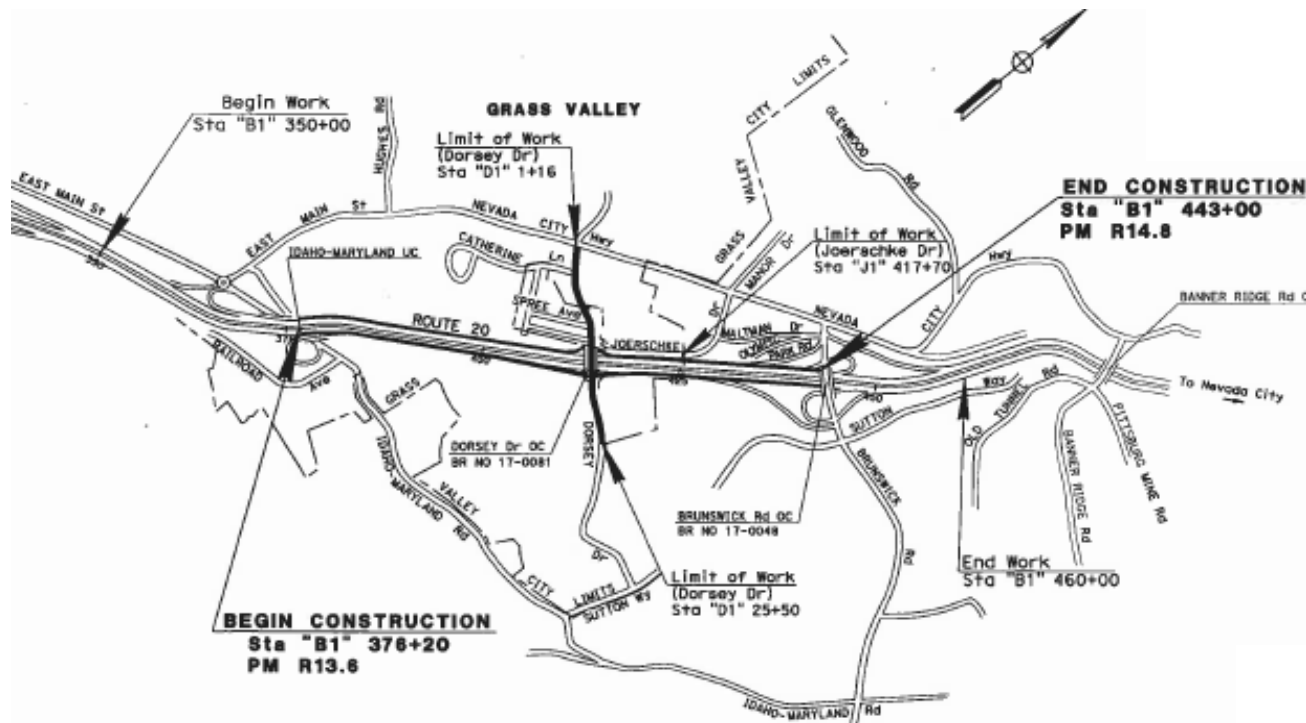 Begin Work
Sta "B1" 350+00
HUGHES Rd
GRASS VALLEY
Limit of Work
(Dorsey Dr)
Sta "D1" 1+16
CITY LIMITS
GRASS VALLEY
GLENWOOD Rd
END CONSTRUCTION
Sta "B1" 443+00
PM R14.8
EAST MAIN St
EAST MAIN St
NEVADA CITY Hwy
IDAHO-MARYLAND UC
CATHERINE Ln
SPREE Ave
MANOR Dr
Limit of Work
(Joerschke Dr)
Sta "J1" 417+70
NEVADA CITY Hwy
BANNER RIDGE Rd O
ROUTE 20
JOERSCHKE Dr
MALTMAN Dr
OLYMPIC PARK Rd
RAILROAD Ave
To Nevada City
SUTTON Way
OLD TUNNEL Rd
PITTSBURG MINE Rd
BANNER RIDGE Rd
GRASS VALLEY CITY LIMITS
IDAHO-MARYLAND Rd
DORSEY Dr OC
BR NO 17-0081
DORSEY Dr
BRUNSWICK Rd OC
BR NO 17-0048
BRUNSWICK Rd
End Work
Sta "B1" 460+00
Limit of Work
(Dorsey Dr)
Sta "D1" 25+50
SUTTON Wy
BEGIN CONSTRUCTION
Sta "B1" 376+20
PM R13.6
IDAHO-MARYLAND Rd